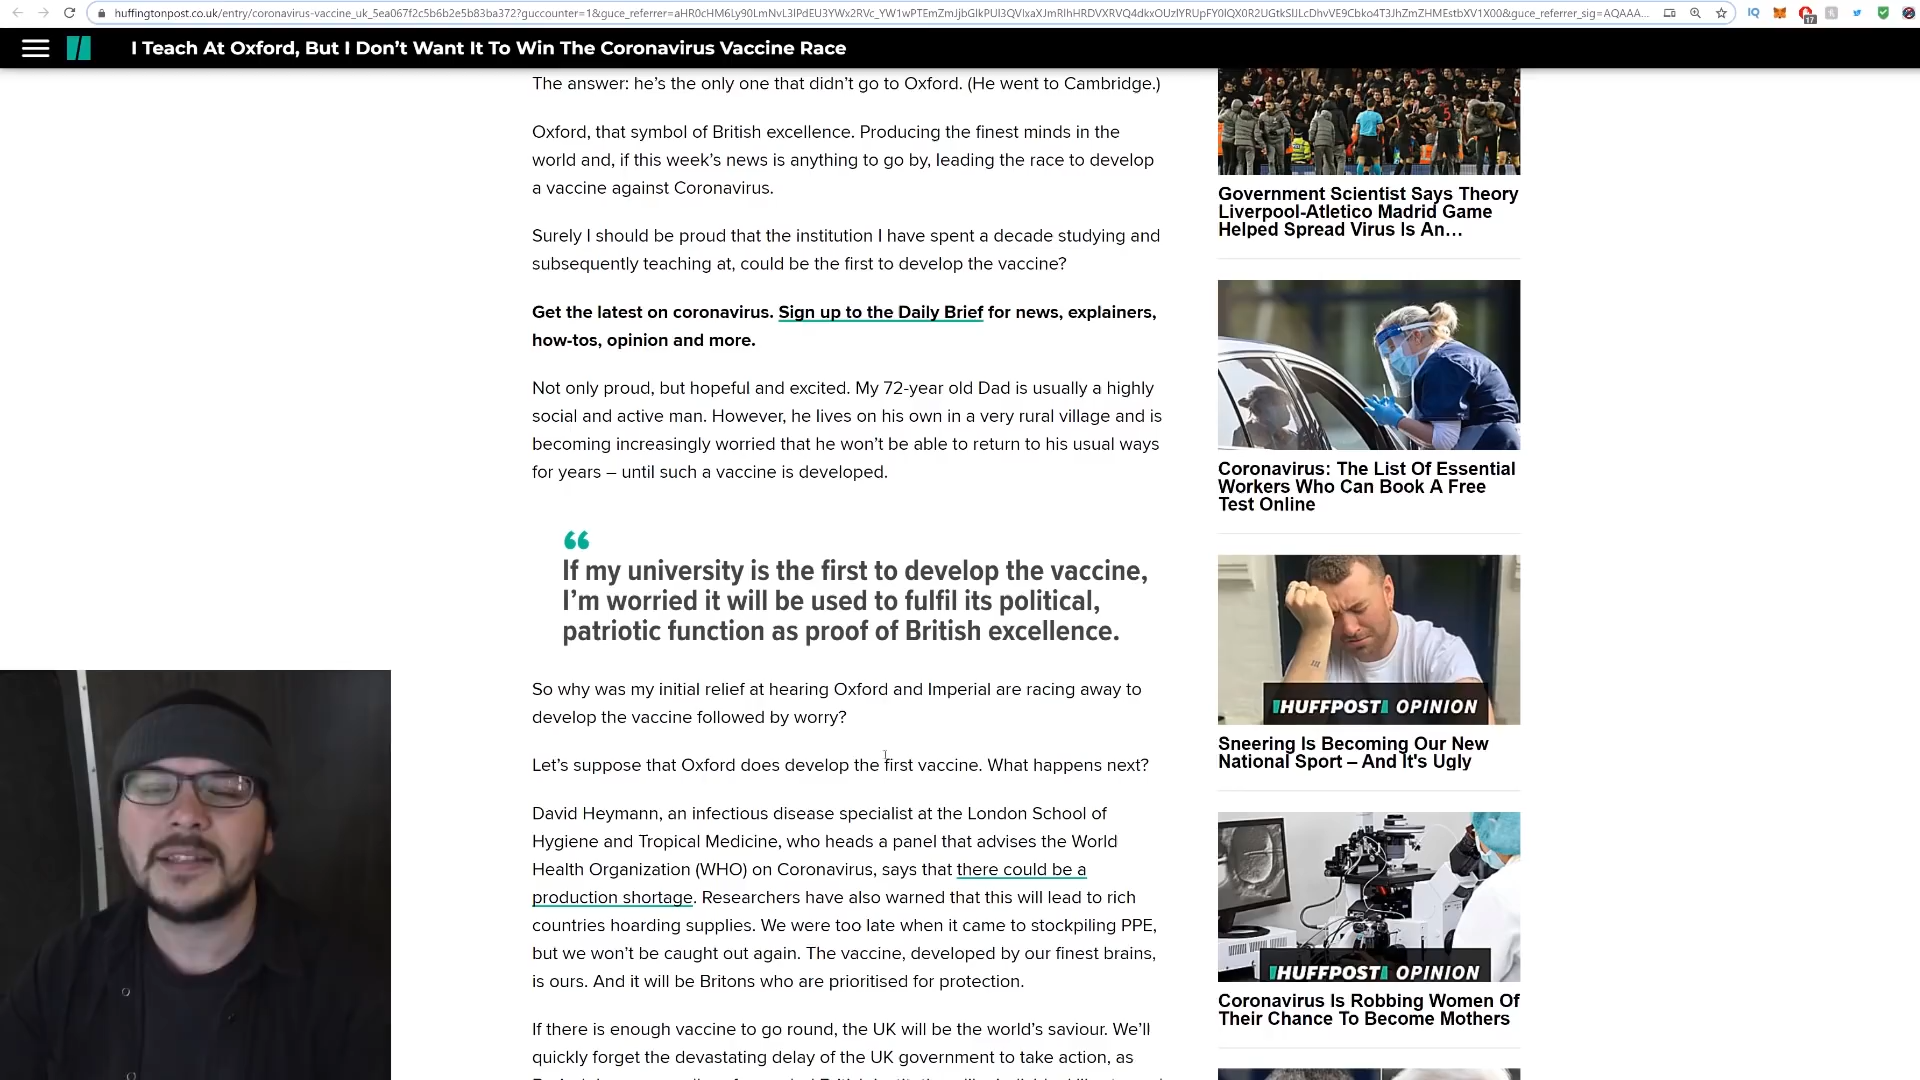 I Teach At Oxford, But I Don't Want It To Win The Coronavirus Vaccine Race
The answer: he's the only one that didn't go to Oxford. (He went to Cambridge.)
Oxford, that symbol of British excellence. Producing the finest minds in the
world and, if this week's news is anything to go by, leading the race to develop
a vaccine against Coronavirus.
Surely I should be proud that the institution I have spent a decade studying and
subsequently teaching at, could be the first to develop the vaccine?
Get the latest on coronavirus. Sign up to the Daily Brief for news, explainers,
how-tos, opinion and more.
Not only proud, but hopeful and excited. My 72-year old Dad is usually a highly
social and active man. However, he lives on his own in a very rural village and is
becoming increasingly worried that he won't be able to return to his usual ways
for years – until such a vaccine is developed.
“
If my university is the first to develop the vaccine,
I'm worried it will be used to fulfil its political,
patriotic function as proof of British excellence.
So why was my initial relief at hearing Oxford and Imperial are racing away to
develop the vaccine followed by worry?
Let's suppose that Oxford does develop the first vaccine. What happens next?
David Heymann, an infectious disease specialist at the London School of
Hygiene and Tropical Medicine, who heads a panel that advises the World
Health Organization (WHO) on Coronavirus, says that there could be a
production shortage. Researchers have also warned that this will lead to rich
countries hoarding supplies. We were too late when it came to stockpiling PPE,
but we won't be caught out again. The vaccine, developed by our finest brains,
is ours. And it will be Britons who are prioritised for protection.
If there is enough vaccine to go round, the UK will be the world's saviour. We'll
quickly forget the devastating delay of the UK government to take action, as
Government Scientist Says Theory
Liverpool-Atletico Madrid Game
Helped Spread Virus Is An...
Coronavirus: The List Of Essential
Workers Who Can Book A Free
Test Online
HUFFPOST OPINION
Sneering Is Becoming Our New
National Sport – And It's Ugly
HUFFPOST OPINION
Coronavirus Is Robbing Women Of
Their Chance To Become Mothers